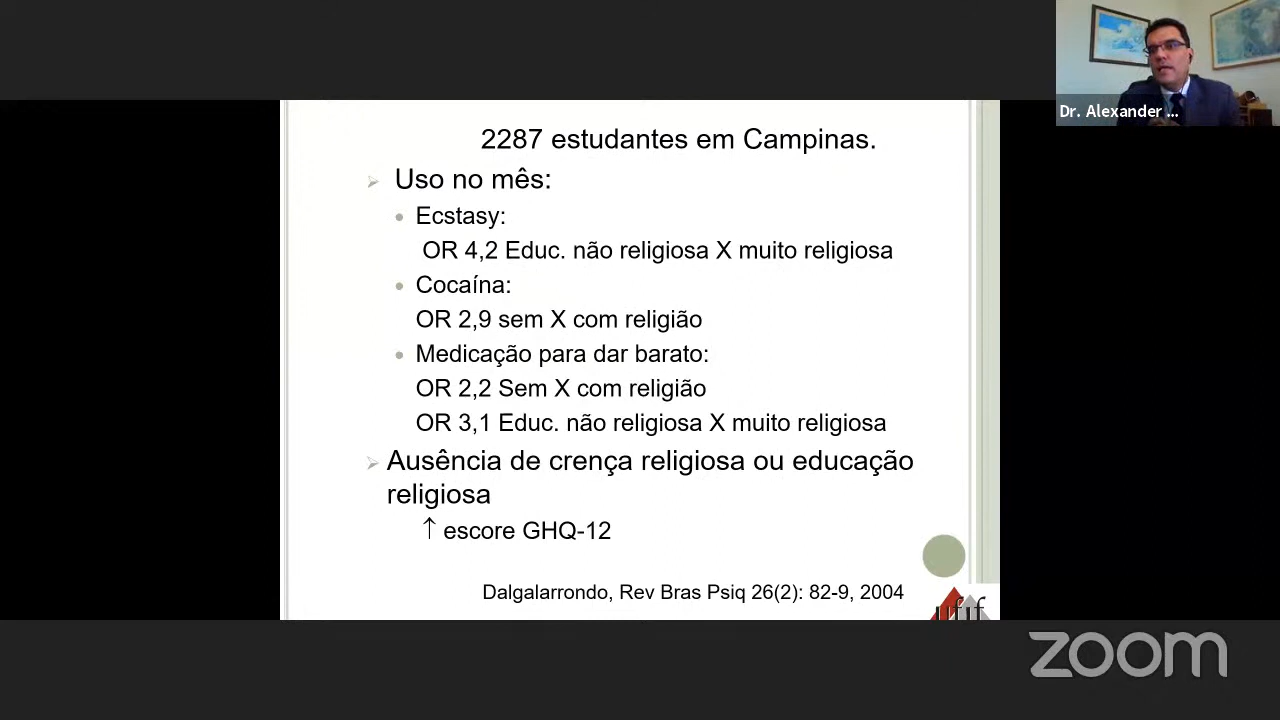 Dr. Alexander ...
2287 estudantes em Campinas.
Uso no mês:
Ecstasy:
OR 4,2 Educ. não religiosa X muito religiosa
Cocaína:
OR 2,9 sem X com religião
Medicação para dar barato:
OR 2,2 Sem X com religião
OR 3,1 Educ. não religiosa X muito religiosa
Ausência de crença religiosa ou educação
religiosa
↑ escore GHQ-12
Dalgalarrondo, Rev Bras Psiq 26(2): 82-9, 2004
ufjf
zoom